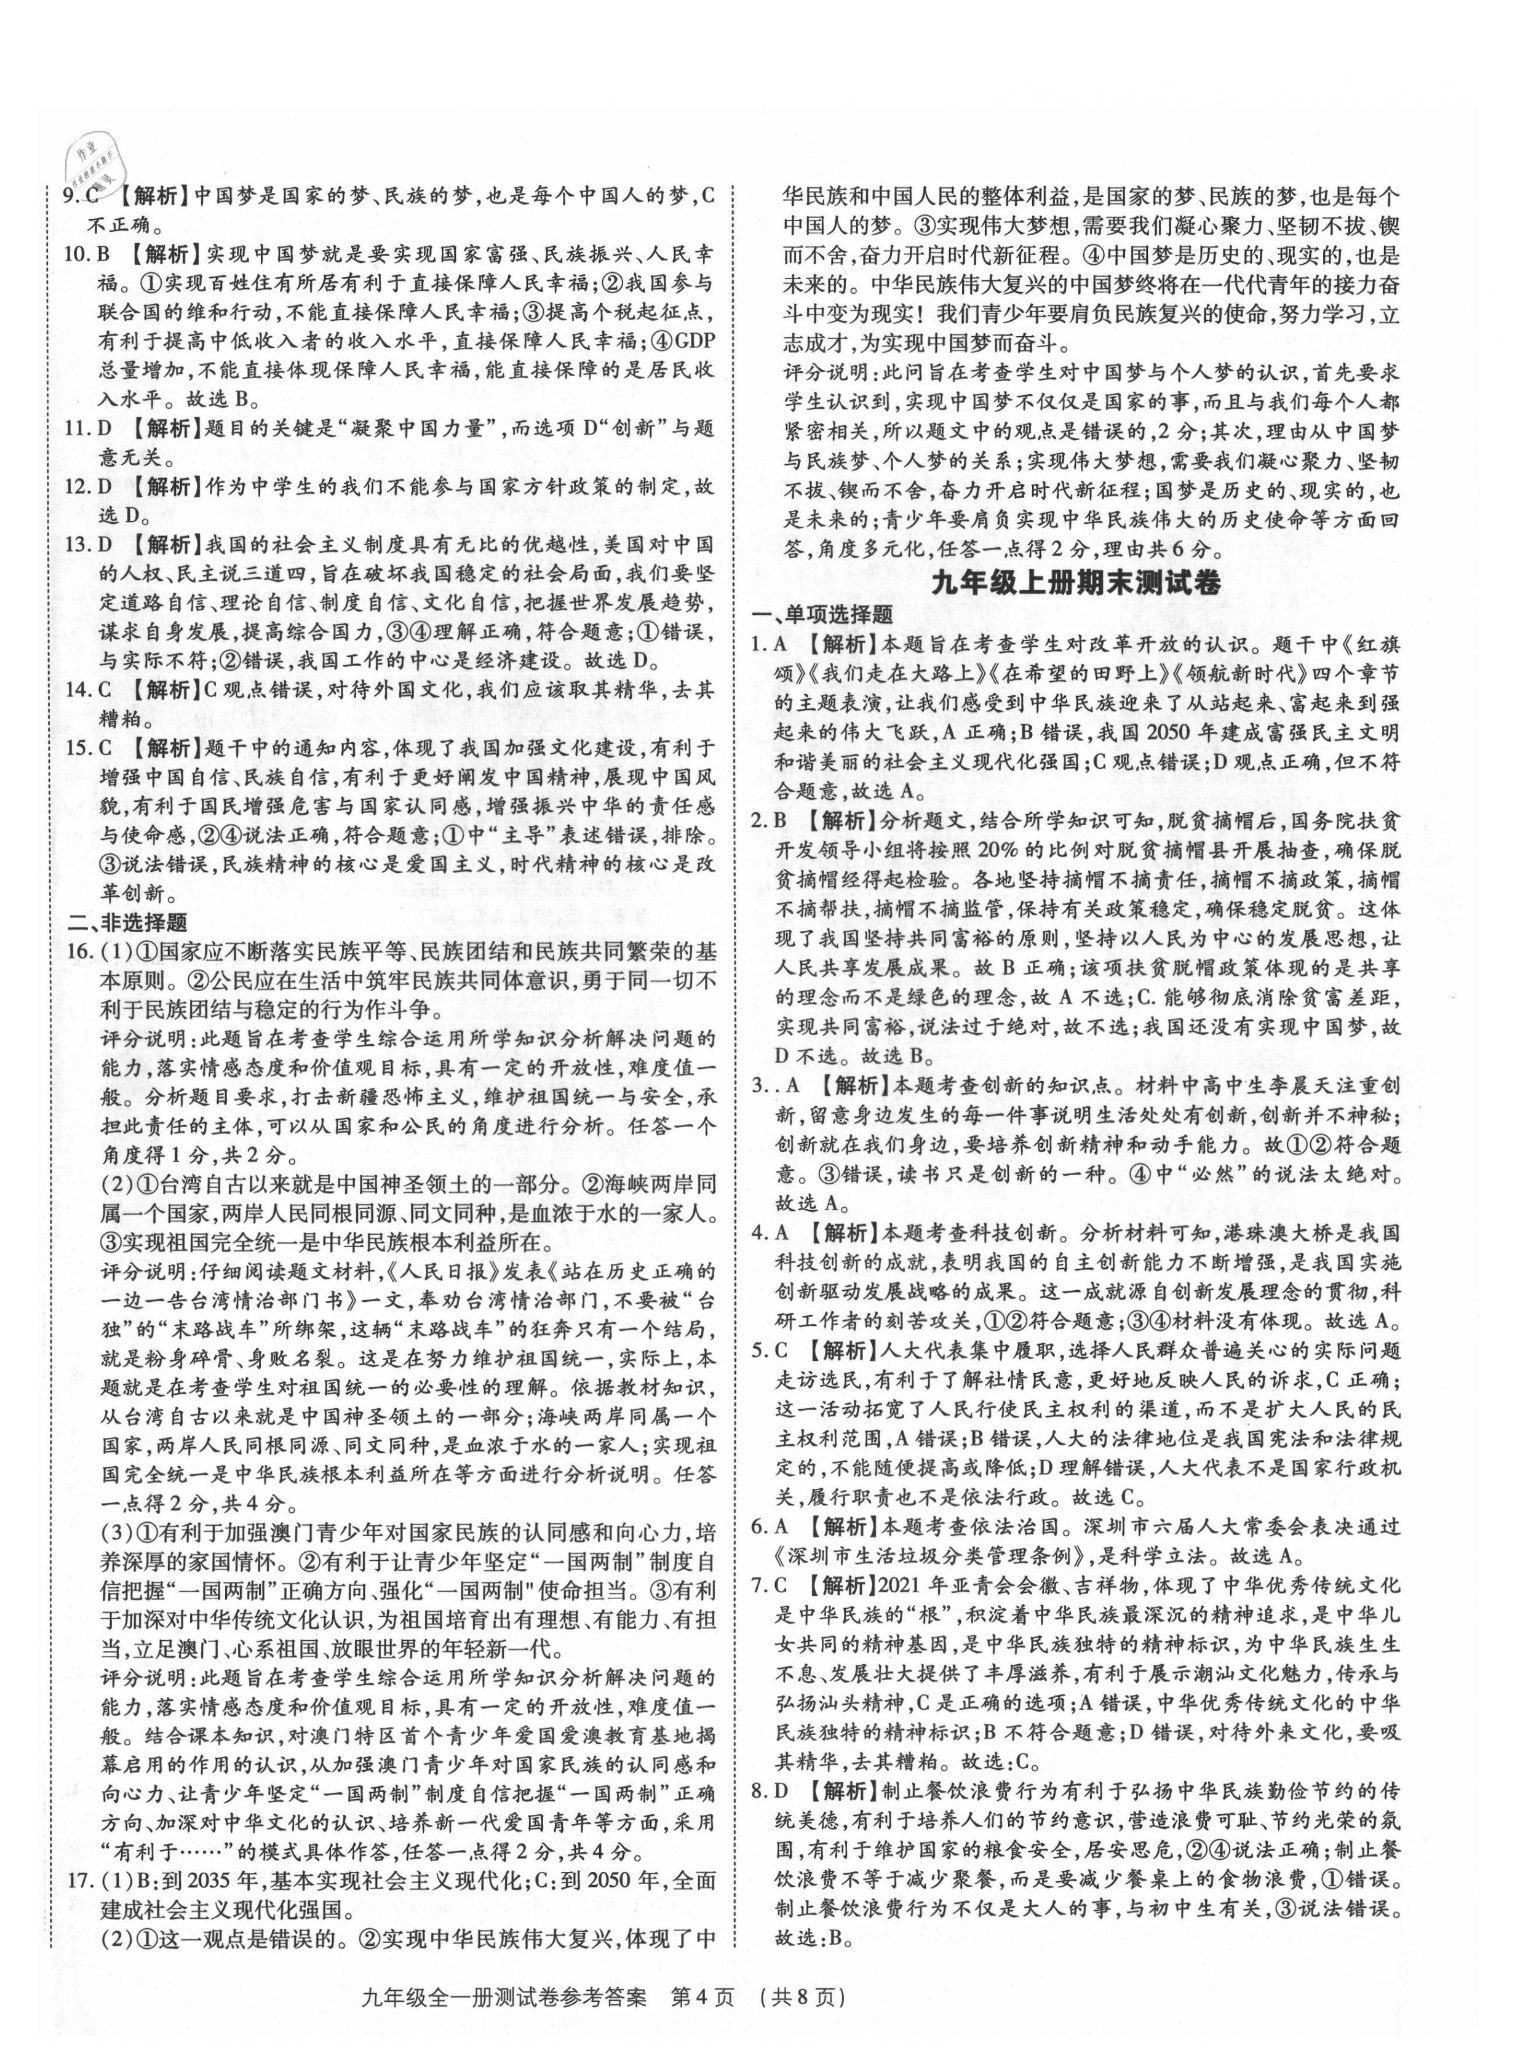 作业
9. C 【解析】中国梦是国家的梦、民族的梦,也是每个中国人的梦,C
不正确。
10. B 【解析】实现中国梦就是要实现国家富强、民族振兴、人民幸
福。①实现百姓住有所居有利于直接保障人民幸福;②我国参与
联合国的维和行动,不能直接保障人民幸福;③提高个税起征点,
有利于提高中低收入者的收入水平,直接保障人民幸福;④GDP
总量增加,不能直接体现保障人民幸福,能直接保障的是居民收
入水平。故选 B。
11. D 【解析】题目的关键是“凝聚中国力量”,而选项 D“创新”与题
意无关。
12. D 【解析】作为中学生的我们不能参与国家方针政策的制定,故
选 D。
13. D 【解析】我国的社会主义制度具有无比的优越性,美国对中国
的人权、民主说三道四,旨在破坏我国稳定的社会局面,我们要坚
定道路自信、理论自信、制度自信、文化自信,把握世界发展趋势,
谋求自身发展,提高综合国力,③④理解正确,符合题意;①错误,
与实际不符;②错误,我国工作的中心是经济建设。故选 D。
14. C 【解析】C 观点错误,对待外国文化,我们应该取其精华,去其
糟粕。
15. C 【解析】题干中的通知内容,体现了我国加强文化建设,有利于
增强中国自信、民族自信,有利于更好阐发中国精神,展现中国风
貌,有利于国民增强危害与国家认同感,增强振兴中华的责任感
与使命感,②④说法正确,符合题意;①中“主导”表述错误,排除。
③说法错误,民族精神的核心是爱国主义,时代精神的核心是改
革创新。
二、非选择题
16. (1)①国家应不断落实民族平等、民族团结和民族共同繁荣的基
本原则。②公民应在生活中筑牢民族共同体意识,勇于同一切不
利于民族团结与稳定的行为作斗争。
评分说明:此题旨在考查学生综合运用所学知识分析解决问题的
能力,落实情感态度和价值观目标,具有一定的开放性,难度值一
般。分析题目要求,打击新疆恐怖主义,维护祖国统一与安全,承
担此责任的主体,可以从国家和公民的角度进行分析。任答一个
角度得 1 分,共 2 分。
(2)①台湾自古以来就是中国神圣领土的一部分。②海峡两岸同
属一个国家,两岸人民同根同源、同文同种,是血浓于水的一家人。
③实现祖国完全统一是中华民族根本利益所在。
评分说明:仔细阅读题文材料,《人民日报》发表《站在历史正确的
一边一告台湾情治部门书》一文,奉劝台湾情治部门,不要被“台
独”的“末路战车”所绑架,这辆“末路战车”的狂奔只有一个结局,
就是粉身碎骨、身败名裂。这是在努力维护祖国统一,实际上,本
题就是在考查学生对祖国统一的必要性的理解。依据教材知识,
从台湾自古以来就是中国神圣领土的一部分;海峡两岸同属一个
国家,两岸人民同根同源、同文同种,是血浓于水的一家人;实现祖
国完全统一是中华民族根本利益所在等方面进行分析说明。任答
一点得 2 分,共 4 分。
(3)①有利于加强澳门青少年对国家民族的认同感和向心力,培
养深厚的家国情怀。②有利于让青少年坚定“一国两制”制度自
信把握“一国两制”正确方向、强化“一国两制"使命担当。③有利
于加深对中华传统文化认识,为祖国培育出有理想、有能力、有担
当,立足澳门、心系祖国、放眼世界的年轻新一代。
评分说明:此题旨在考查学生综合运用所学知识分析解决问题的
能力,落实情感态度和价值观目标,具有一定的开放性,难度值一
般。结合课本知识,对澳门特区首个青少年爱国爱澳教育基地揭
幕启用的作用的认识,从加强澳门青少年对国家民族的认同感和
向心力、让青少年坚定“一国两制”制度自信把握“一国两制”正确
方向、加深对中华文化的认识、培养新一代爱国青年等方面,采用
“有利于……”的模式具体作答,任答一点得 2 分,共 4 分。
17. (1)B:到 2035 年,基本实现社会主义现代化;C:到 2050 年,全面
建成社会主义现代化强国。
(2)①这一观点是错误的。②实现中华民族伟大复兴,体现了中
华民族和中国人民的整体利益,是国家的梦、民族的梦,也是每个
中国人的梦。③实现伟大梦想,需要我们凝心聚力、坚韧不拔、锲
而不舍,奋力开启时代新征程。④中国梦是历史的、现实的,也是
未来的。中华民族伟大复兴的中国梦终将在一代代青年的接力奋
斗中变为现实!我们青少年要肩负民族复兴的使命,努力学习,立
志成才,为实现中国梦而奋斗。
评分说明:此问旨在考查学生对中国梦与个人梦的认识,首先要求
学生认识到,实现中国梦不仅仅是国家的事,而且与我们每个人都
紧密相关,所以题文中的观点是错误的,2 分;其次,理由从中国梦
与民族梦、个人梦的关系;实现伟大梦想,需要我们凝心聚力、坚韧
不拔、锲而不舍,奋力开启时代新征程;国梦是历史的、现实的,也
是未来的;青少年要肩负实现中华民族伟大的历史使命等方面回
答,角度多元化,任答一点得 2 分,理由共 6 分。
九年级上册期末测试卷
一、单项选择题
1. A 【解析】本题旨在考查学生对改革开放的认识。题干中《红旗
颂》《我们走在大路上》《在希望的田野上》《领航新时代》四个章节
的主题表演,让我们感受到中华民族迎来了从站起来、富起来到强
起来的伟大飞跃,A 正确;B 错误,我国 2050 年建成富强民主文明
和谐美丽的社会主义现代化强国;C 观点错误;D 观点正确,但不符
合题意,故选 A。
2. B 【解析】分析题文,结合所学知识可知,脱贫摘帽后,国务院扶贫
开发领导小组将按照 20%的比例对脱贫摘帽县开展抽查,确保脱
贫摘帽经得起检验。各地坚持摘帽不摘责任,摘帽不摘政策,摘帽
不摘帮扶,摘帽不摘监管,保持有关政策稳定,确保稳定脱贫。这体
现了我国坚持共同富裕的原则,坚持以人民为中心的发展思想,让
人民共享发展成果。故 B 正确;该项扶贫脱帽政策体现的是共享
的理念而不是绿色的理念,故 A 不选;C. 能够彻底消除贫富差距,
实现共同富裕,说法过于绝对,故不选;我国还没有实现中国梦,故
D 不选。故选 B。
3. . A 【解析】本题考查创新的知识点。材料中高中生李晨天注重创
新,留意身边发生的每一件事说明生活处处有创新,创新并不神秘;
创新就在我们身边,要培养创新精神和动手能力。故①②符合题
意。③错误,读书只是创新的一种。④中“必然”的说法太绝对。
故选 A。
4. A 【解析】本题考查科技创新。分析材料可知,港珠澳大桥是我国
科技创新的成就,表明我国的自主创新能力不断增强,是我国实施
创新驱动发展战略的成果。这一成就源自创新发展理念的贯彻,科
研工作者的刻苦攻关,①②符合题意;③④材料没有体现。故选 A。
5. C 【解析】人大代表集中履职,选择人民群众普遍关心的实际问题
走访选民,有利于了解社情民意,更好地反映人民的诉求,C 正确;
这一活动拓宽了人民行使民主权利的渠道,而不是扩大人民的民
主权利范围,A 错误;B 错误,人大的法律地位是我国宪法和法律规
定的,不能随便提高或降低;D 理解错误,人大代表不是国家行政机
关,履行职责也不是依法行政。故选 C。
6. A 【解析】本题考查依法治国。深圳市六届人大常委会表决通过
《深圳市生活垃圾分类管理条例》,是科学立法。故选 A。
7. C 【解析】2021 年亚青会会徽、吉祥物,体现了中华优秀传统文化
是中华民族的“根”,积淀着中华民族最深沉的精神追求,是中华儿
女共同的精神基因,是中华民族独特的精神标识,为中华民族生生
不息、发展壮大提供了丰厚滋养,有利于展示潮汕文化魅力,传承与
弘扬汕头精神,C 是正确的选项;A 错误,中华优秀传统文化的中华
民族独特的精神标识;B 不符合题意;D 错误,对待外来文化,要吸
其精华,去其糟粕。故选:C。
8. D 【解析】制止餐饮浪费行为有利于弘扬中华民族勤俭节约的传
统美德,有利于培养人们的节约意识,营造浪费可耻、节约光荣的氛
围,有利于维护国家的粮食安全,居安思危,②④说法正确;制止餐
饮浪费不等于减少聚餐,而是要减少餐桌上的食物浪费,①错误。
制止餐饮浪费行为不仅是大人的事,与初中生有关,③说法错误。
故选:B。
九年级全一册测试卷参考答案 第 4 页 (共 8 页)